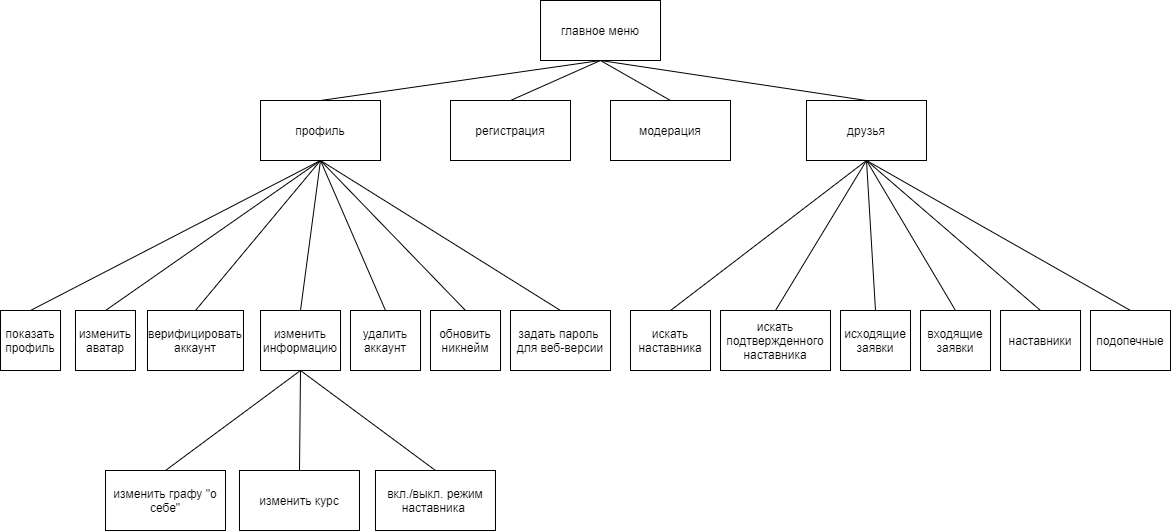 главное меню
профиль
регистрация
модерация
друзья
показать
профиль
изменить
аватар
верифицировать
аккаунт
изменить
информацию
удалить
аккаунт
обновить
никнейм
задать пароль
для веб-версии
искать
наставника
искать
подтвержденного
наставника
исходящие
заявки
входящие
заявки
наставники
подопечные
изменить графу "о
себе"
изменить курс
вкл./выкл. режим
наставника